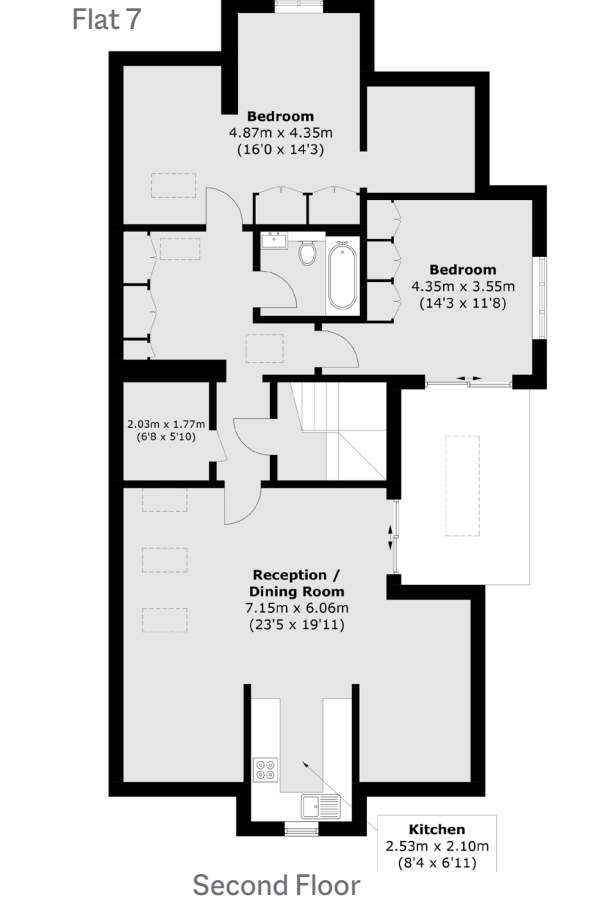 Flat 7
Bedroom
4.87m x 4.35m
(16'0 x 14'3)
Bedroom
4.35m x 3.55m
(14'3 x 11'8)
2.03m x 1.77m
(6'8 x 5'10)
Reception /
Dining Room
7.15m x 6.06m
(23'5 x 19'11)
Kitchen
2.53m x 2.10m
(8'4 x 6'11)
Second Floor